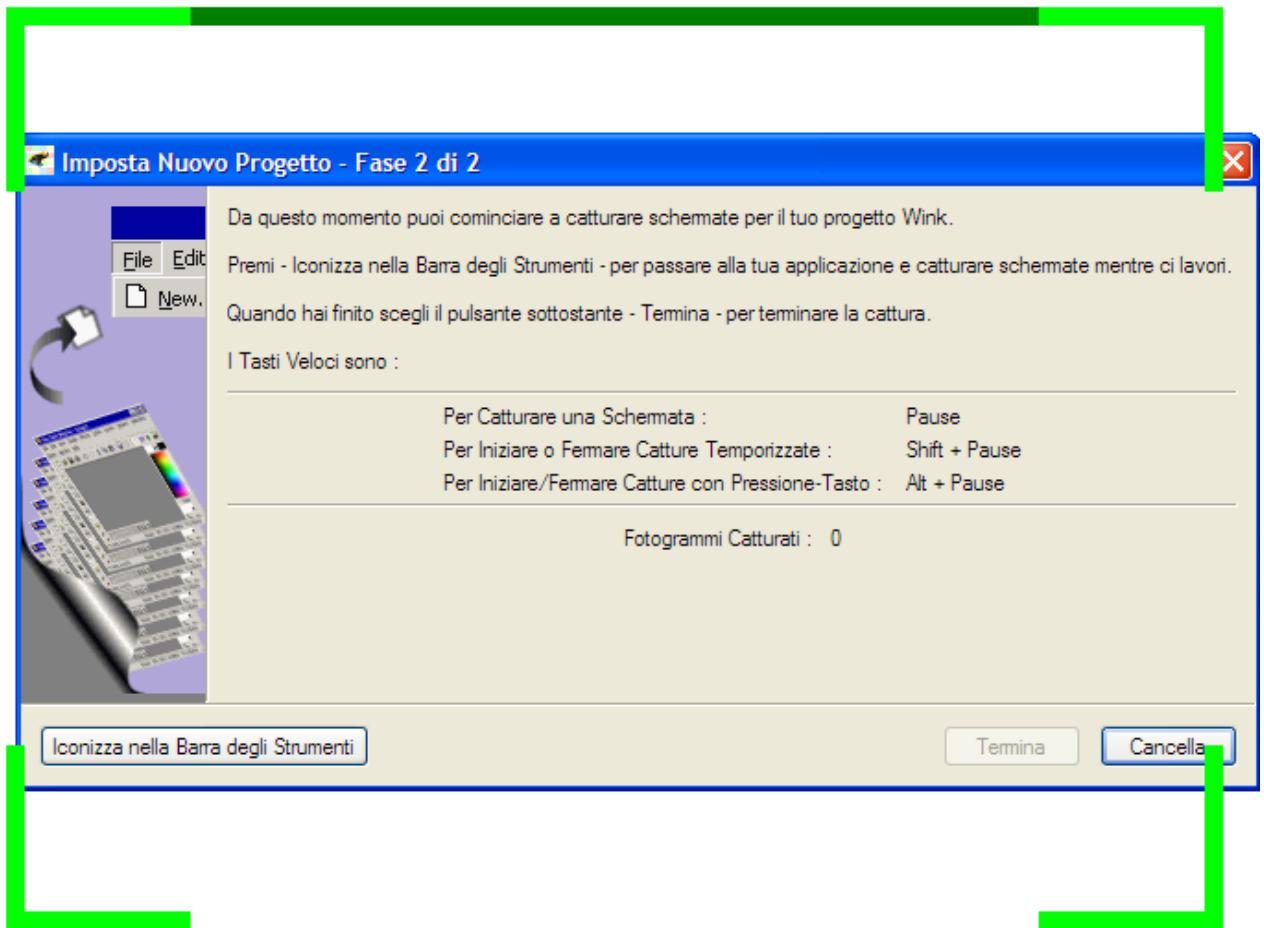 Imposta Nuovo Progetto - Fase 2 di 2
File Edit
New.
Da questo momento puoi cominciare a catturare schermate per il tuo progetto Wink.
Premi - Iconizza nella Barra degli Strumenti - per passare alla tua applicazione e catturare schermate mentre ci lavori.
Quando hai finito scegli il pulsante sottostante - Termina - per terminare la cattura.
I Tasti Veloci sono :
Per Catturare una Schermata : Pause
Per Iniziare o Fermare Catture Temporizzate : Shift + Pause
Per Iniziare/Fermare Catture con Pressione-Tasto : Alt + Pause
Fotogrammi Catturati : 0
Iconizza nella Barra degli Strumenti Termina Cancella